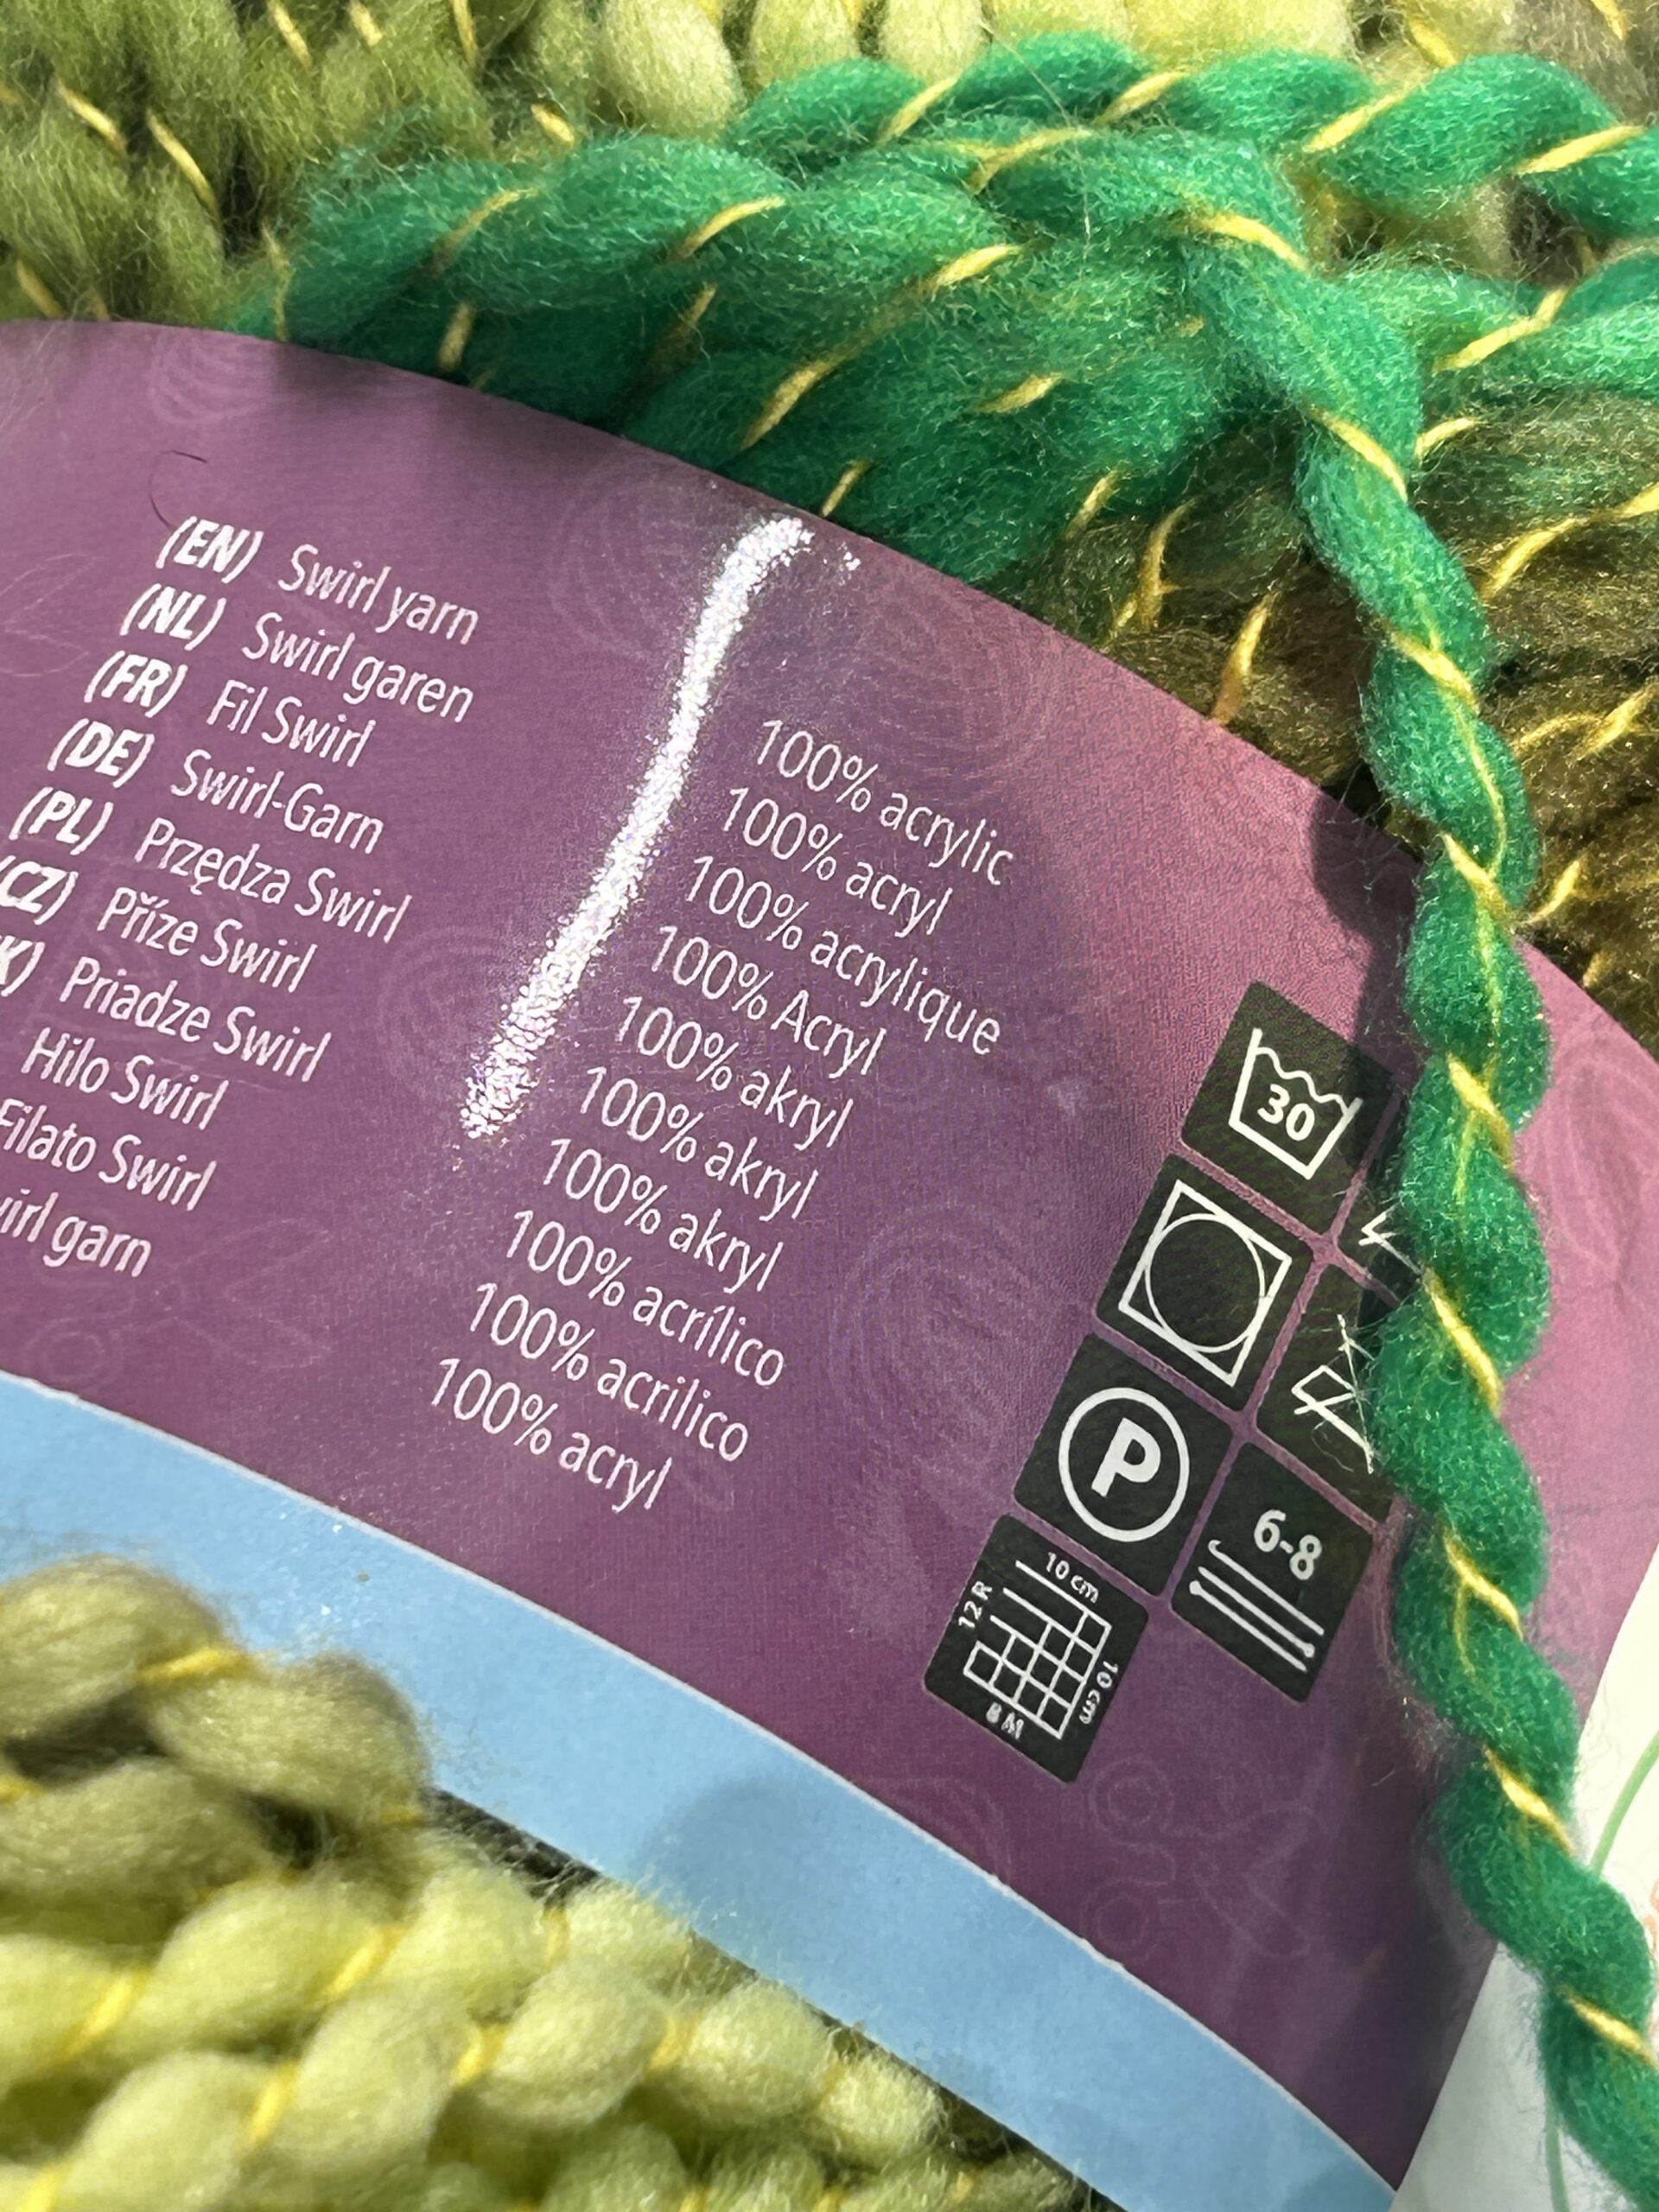 (EN) Swirl yarn
(NL) Swirl garen
(FR) Fil Swirl
(DE) Swirl-Garn
(PL) Przędza Swirl
(CZ) Příze Swirl
Priadze Swirl
Hilo Swirl
Filato Swirl
garn
100% acrylic
100% acryl
100% acrylique
100% Acryl
100% akryl
100% akryl
100% akryl
100% acrílico
100% acrilico
100% acryl
30
P
6-8
10 cm
12 R
10 cm
8 M